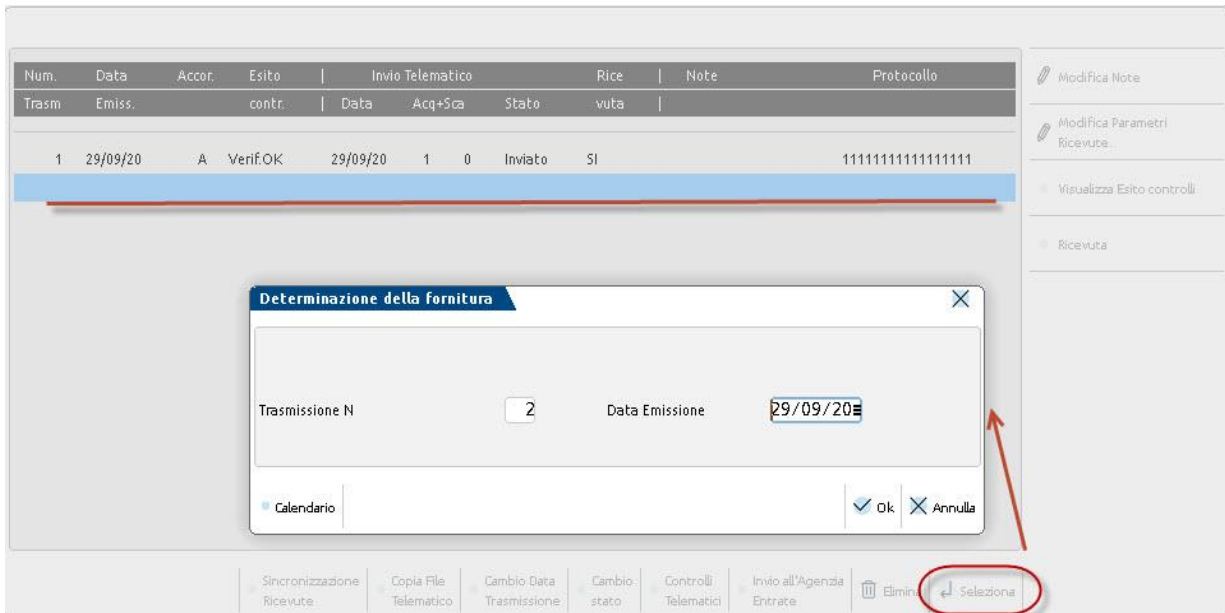 Num. Data Accor. Esito | Invio Telematico Rice | Note Protocollo
Trasm Emiss. contr. | Data Acq+Sca Stato vuta |
1 29/09/20 A Verif.OK 29/09/20 1 0 Inviato SI 11111111111111111
Modifica Note
Modifica Parametri
Ricevute..
Visualizza Esito controlli
Ricevuta
Determinazione della fornitura
Trasmissione N 2 Data Emissione 29/09/20
Calendario Ok Annulla
Sincronizzazione
Ricevute
Copia File
Telematico
Cambio Data
Trasmissione
Cambio
stato
Controlli
Telematici
Invio all'Agenzia
Entrate
Elimina
Seleziona